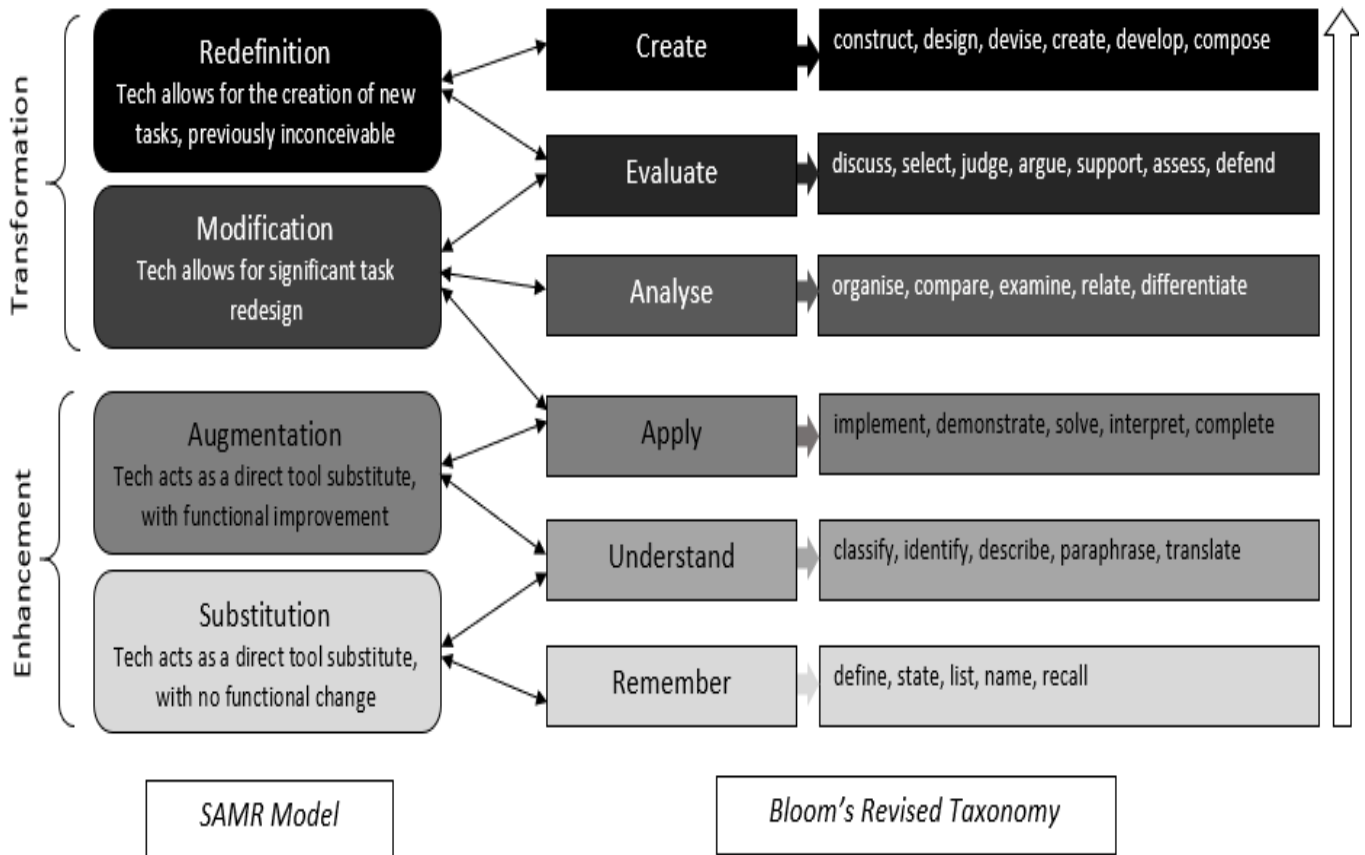 Transformation
Redefinition
Tech allows for the creation of new
tasks, previously inconceivable
Modification
Tech allows for significant task
redesign
Enhancement
Augmentation
Tech acts as a direct tool substitute,
with functional improvement
Substitution
Tech acts as a direct tool substitute,
with no functional change
SAMR Model
Create
construct, design, devise, create, develop, compose
Evaluate
discuss, select, judge, argue, support, assess, defend
Analyse
organise, compare, examine, relate, differentiate
Apply
implement, demonstrate, solve, interpret, complete
Understand
classify, identify, describe, paraphrase, translate
Remember
define, state, list, name, recall
Bloom's Revised Taxonomy